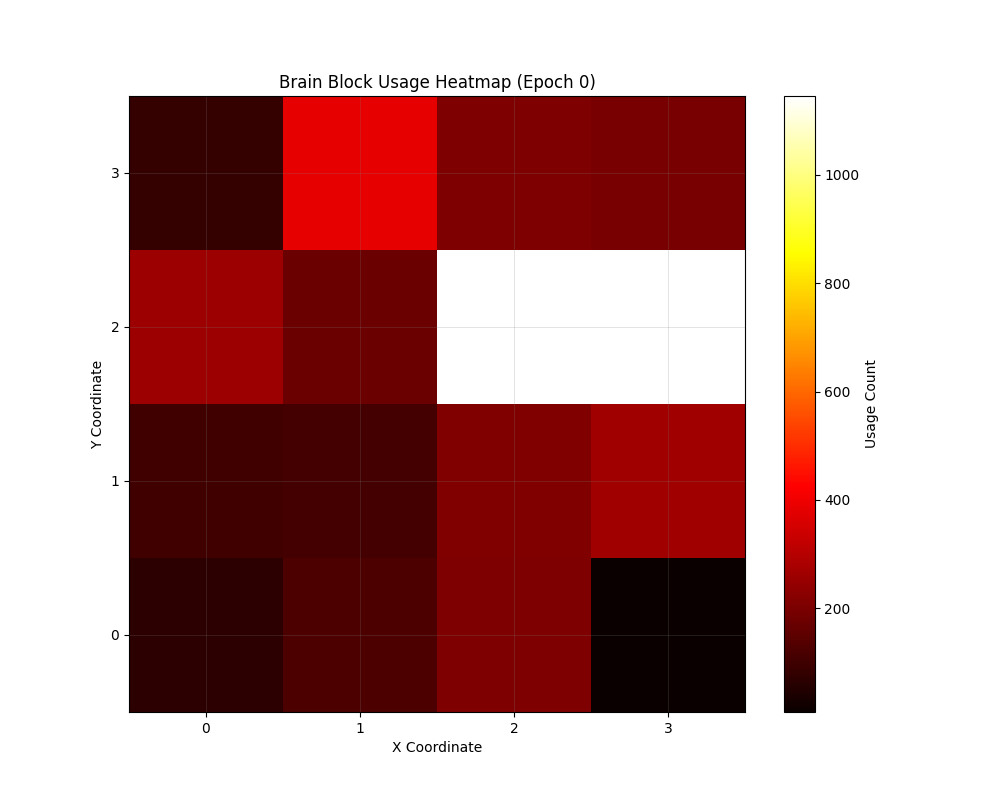 Brain Block Usage Heatmap (Epoch 0)
3
2
1
0
Y Coordinate
0 1 2 3
X Coordinate
1000
800
600
400
200
Usage Count